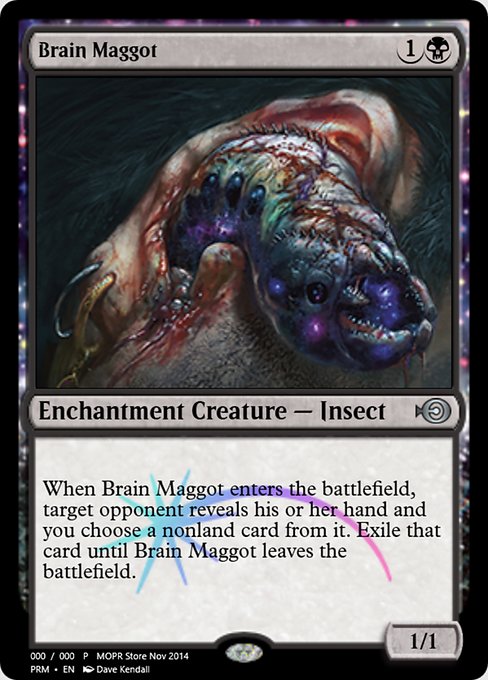 Brain Maggot 1
Enchantment Creature — Insect
When Brain Maggot enters the battlefield,
target opponent reveals his or her hand and
you choose a nonland card from it. Exile that
card until Brain Maggot leaves the
battlefield.
1/1
000 / 000 P MOPR Store Nov 2014
PRM • EN Dave Kendall